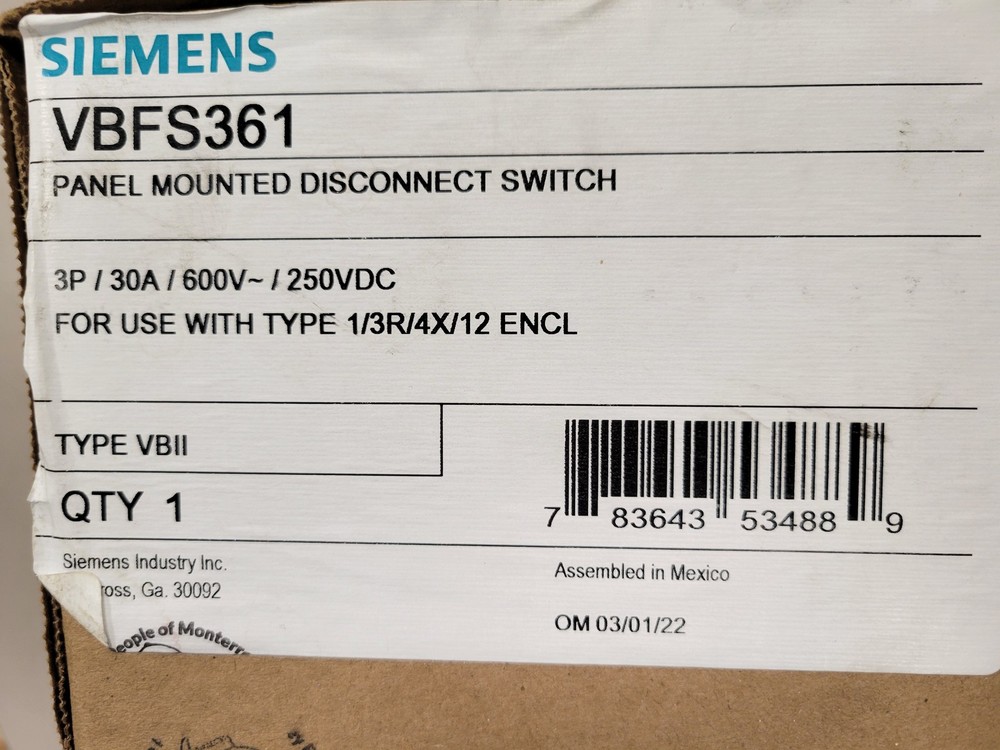 SIEMENS
VBFS361
PANEL MOUNTED DISCONNECT SWITCH
3P / 30A / 600V~ / 250VDC
FOR USE WITH TYPE 1/3R/4X/12 ENCL
TYPE VBII
QTY 1
7 83643 53488 9
Siemens Industry Inc.
ross, Ga. 30092
Assembled in Mexico
OM 03/01/22
eople of Monterr